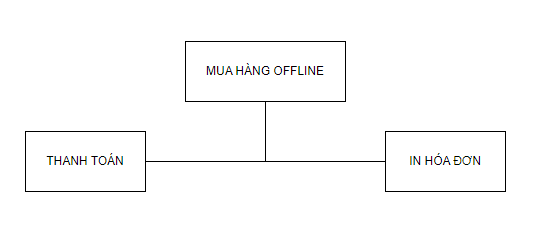 MUA HÀNG OFFLINE
THANH TOÁN
IN HÓA ĐƠN